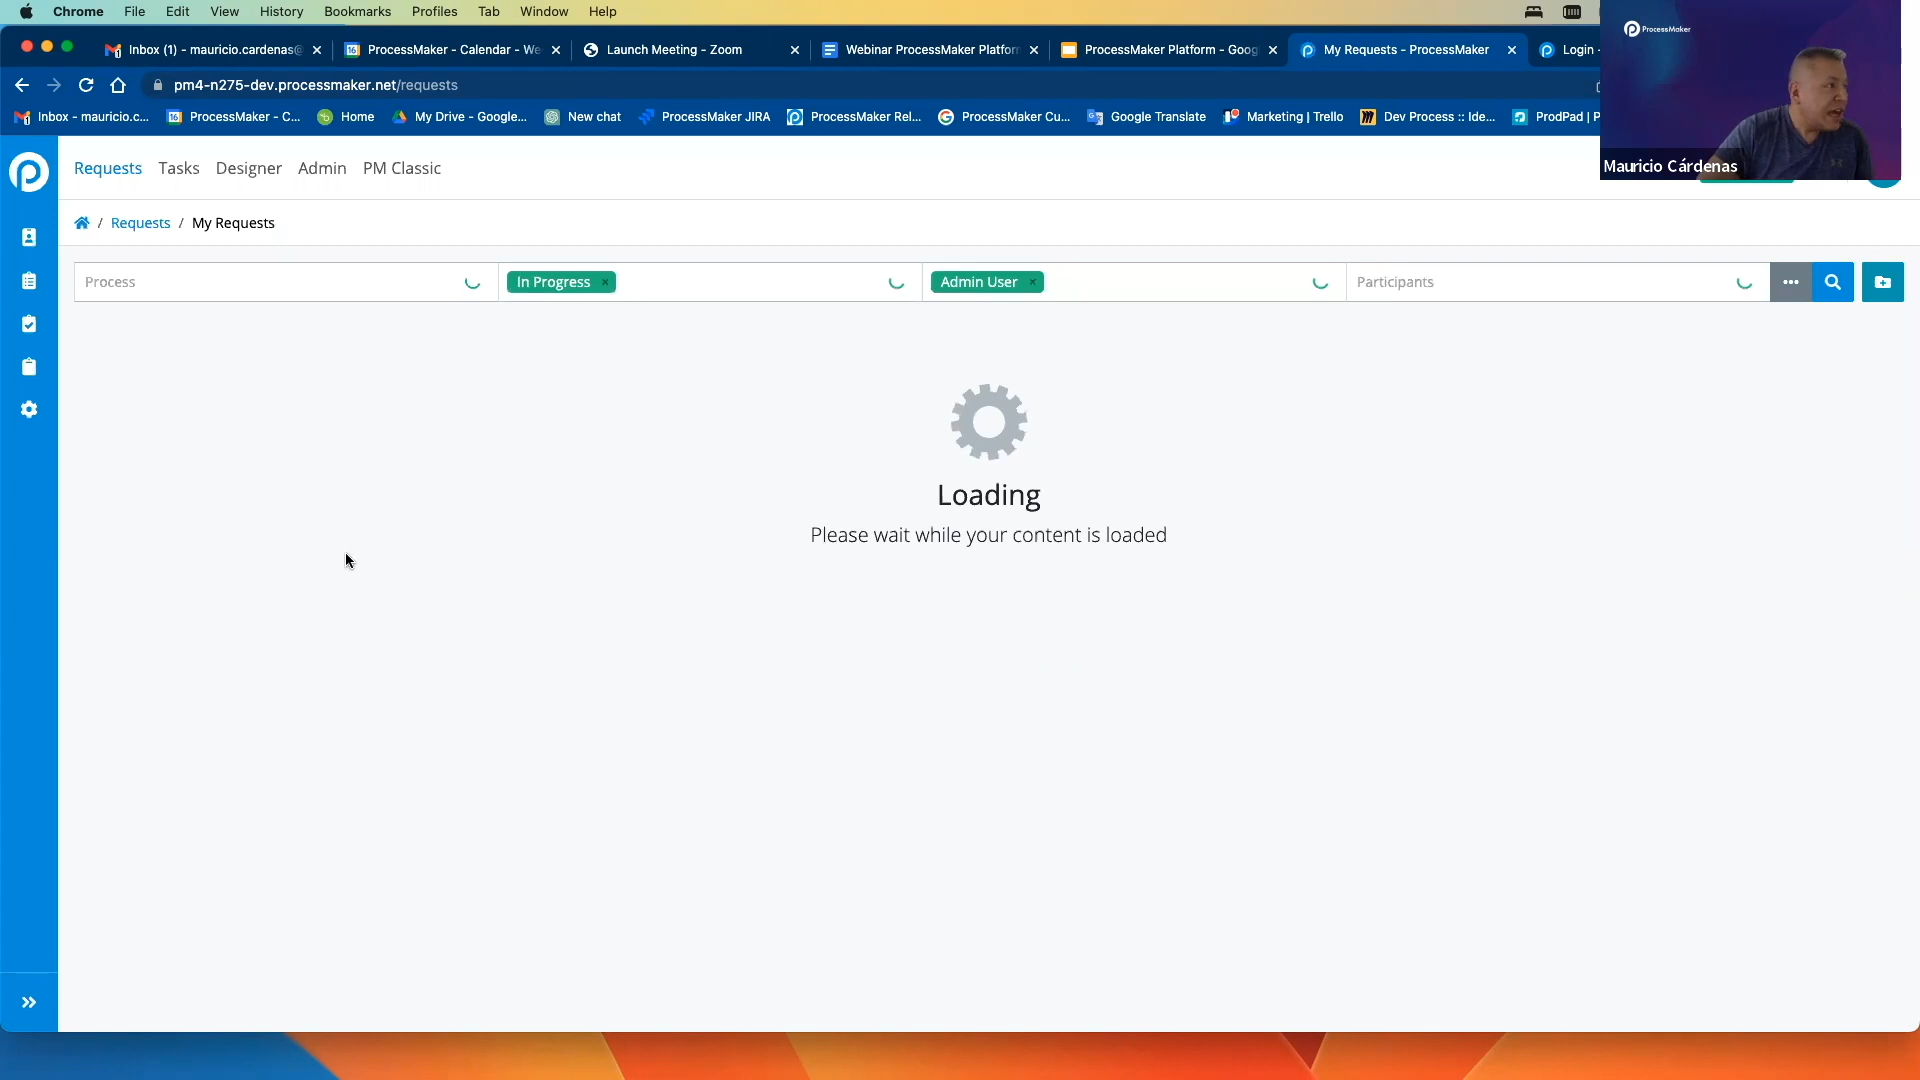 Chrome File Edit View History Bookmarks Profiles Tab Window Help
ProcessMaker
Inbox (1) - mauricio.cardenas@
ProcessMaker - Calendar - We
Launch Meeting - Zoom
Webinar ProcessMaker Platfor
ProcessMaker Platform - Goog
My Requests - ProcessMaker
Login -
pm4-n275-dev.processmaker.net/requests
Inbox - mauricio.c...
ProcessMaker - C...
Home
My Drive - Google...
New chat
ProcessMaker JIRA
ProcessMaker Rel...
ProcessMaker Cu...
Google Translate
Marketing | Trello
Dev Process :: Ide...
ProdPad | P
Mauricio Cárdenas
Requests Tasks Designer Admin PM Classic
/ Requests / My Requests
Process
In Progress ×
Admin User ×
Participants
Loading
Please wait while your content is loaded